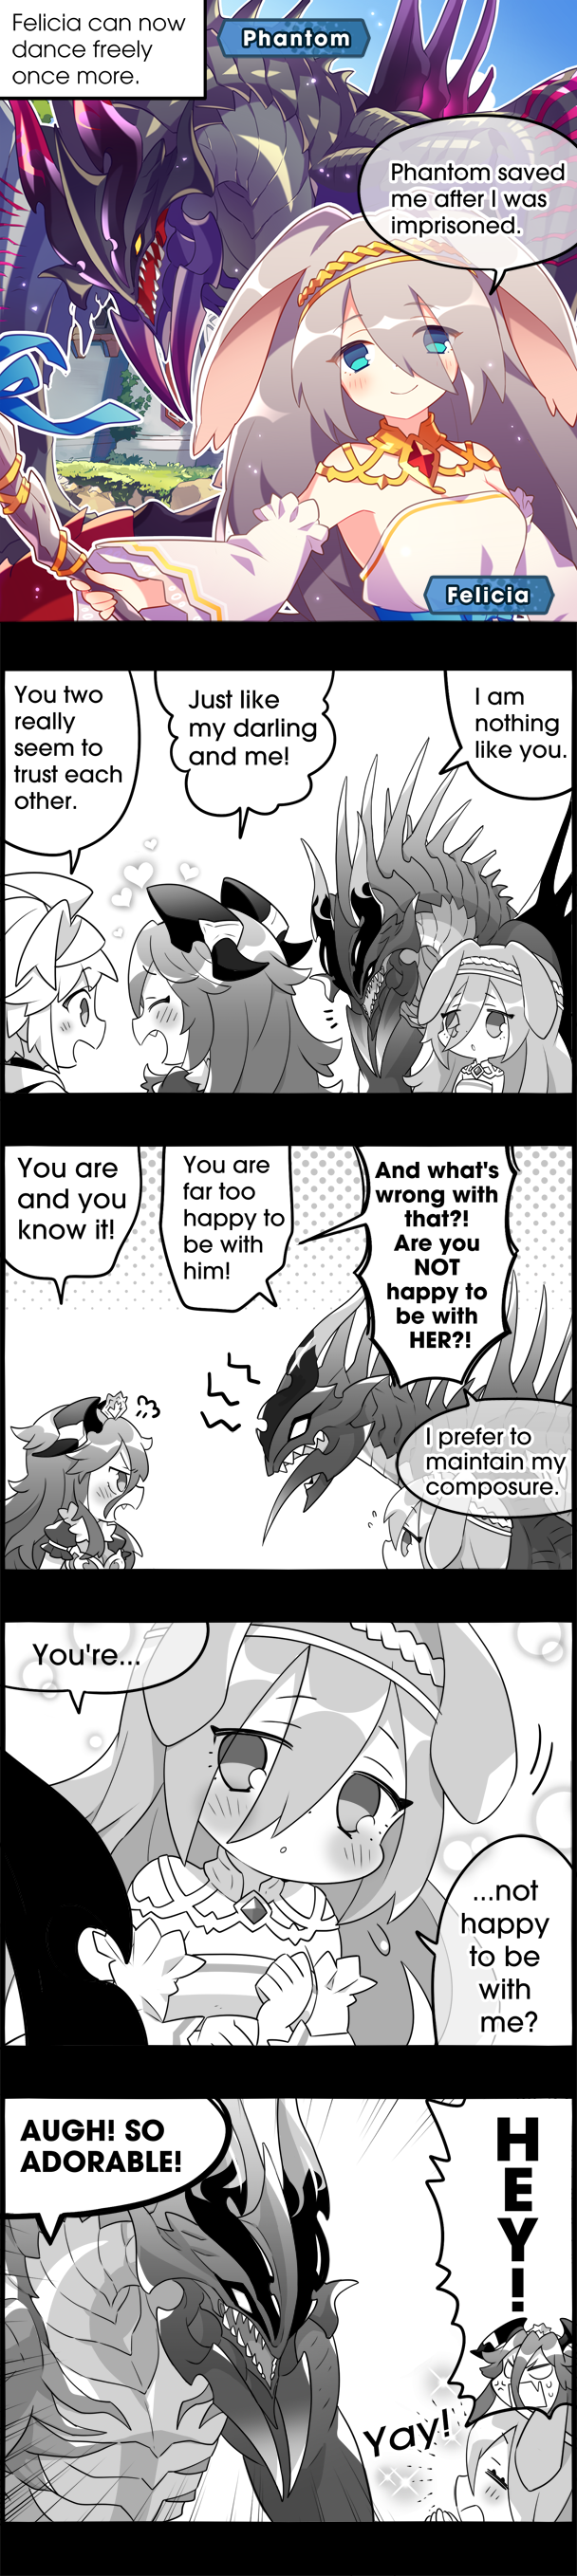 Felicia can now
dance freely
once more.
Phantom
Phantom saved
me after I was
imprisoned.
Felicia
You two
really
seem to
trust each
other.
Just like
my darling
and me!
I am
nothing
like you.
You are
and you
know it!
You are
far too
happy to
be with
him!
And what's
wrong with
that?!
Are you
NOT
happy to
be with
HER?!
I prefer to
maintain my
composure.
You're...
...not
happy
to be
with
me?
AUGH! SO
ADORABLE!
HEY!
Yay!